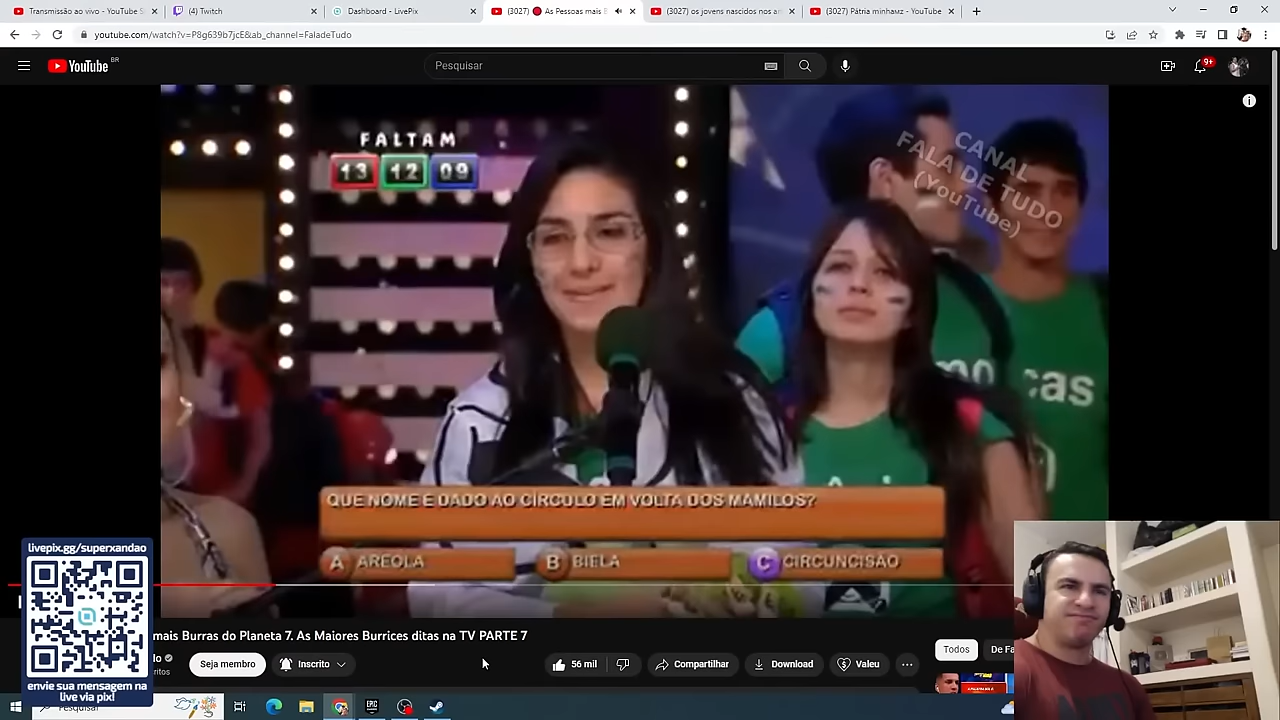 Transmissão ao vivo - YouTube S
(4) Twitch
Dashboard - LivePix
(3027) 🔴 As Pessoas mais B
(3027) os jovens nascidos nos an
(3027) Pátria minhauz - YouTube
youtube.com/watch?v=P8g639b7jcE&ab_channel=FaladeTudo
YouTube BR
Pesquisar
9+
FALTAM
13 12 09
CANAL
FALA DE TUDO
(YouTube)
cas
QUE NOME É DADO AO CÍRCULO EM VOLTA DOS MAMILOS?
A ARÉOLA
B BIELA
C CIRCUNCISÃO
livepix.gg/superxandao
envie sua mensagem na
live via pix!
mais Burras do Planeta 7. As Maiores Burrices ditas na TV PARTE 7
Seja membro
Inscrito
56 mil
Compartilhar
Download
Valeu
Todos
De Fa
Pesquisar